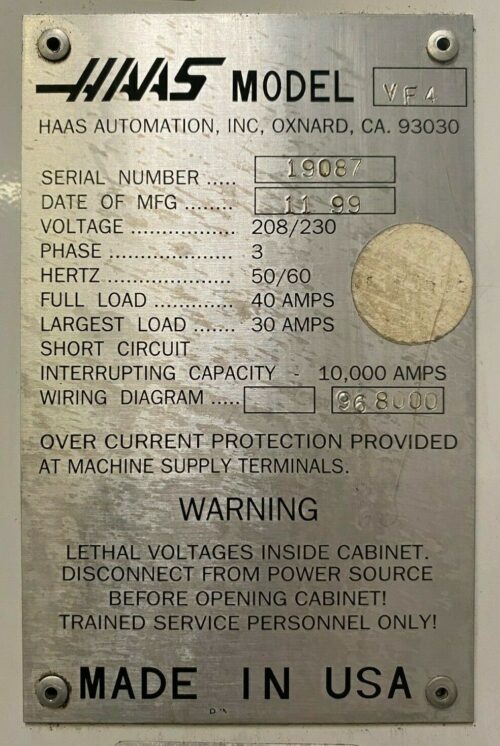 HAAS MODEL VF4
HAAS AUTOMATION, INC, OXNARD, CA. 93030
SERIAL NUMBER ..... 19087
DATE OF MFG ........ 11 99
VOLTAGE ................. 208/230
PHASE .................... 3
HERTZ .................... 50/60
FULL LOAD ............. 40 AMPS
LARGEST LOAD ....... 30 AMPS
SHORT CIRCUIT
INTERRUPTING CAPACITY - 10,000 AMPS
WIRING DIAGRAM ..... 96 8000
OVER CURRENT PROTECTION PROVIDED
AT MACHINE SUPPLY TERMINALS.
WARNING
LETHAL VOLTAGES INSIDE CABINET.
DISCONNECT FROM POWER SOURCE
BEFORE OPENING CABINET!
TRAINED SERVICE PERSONNEL ONLY!
MADE IN USA